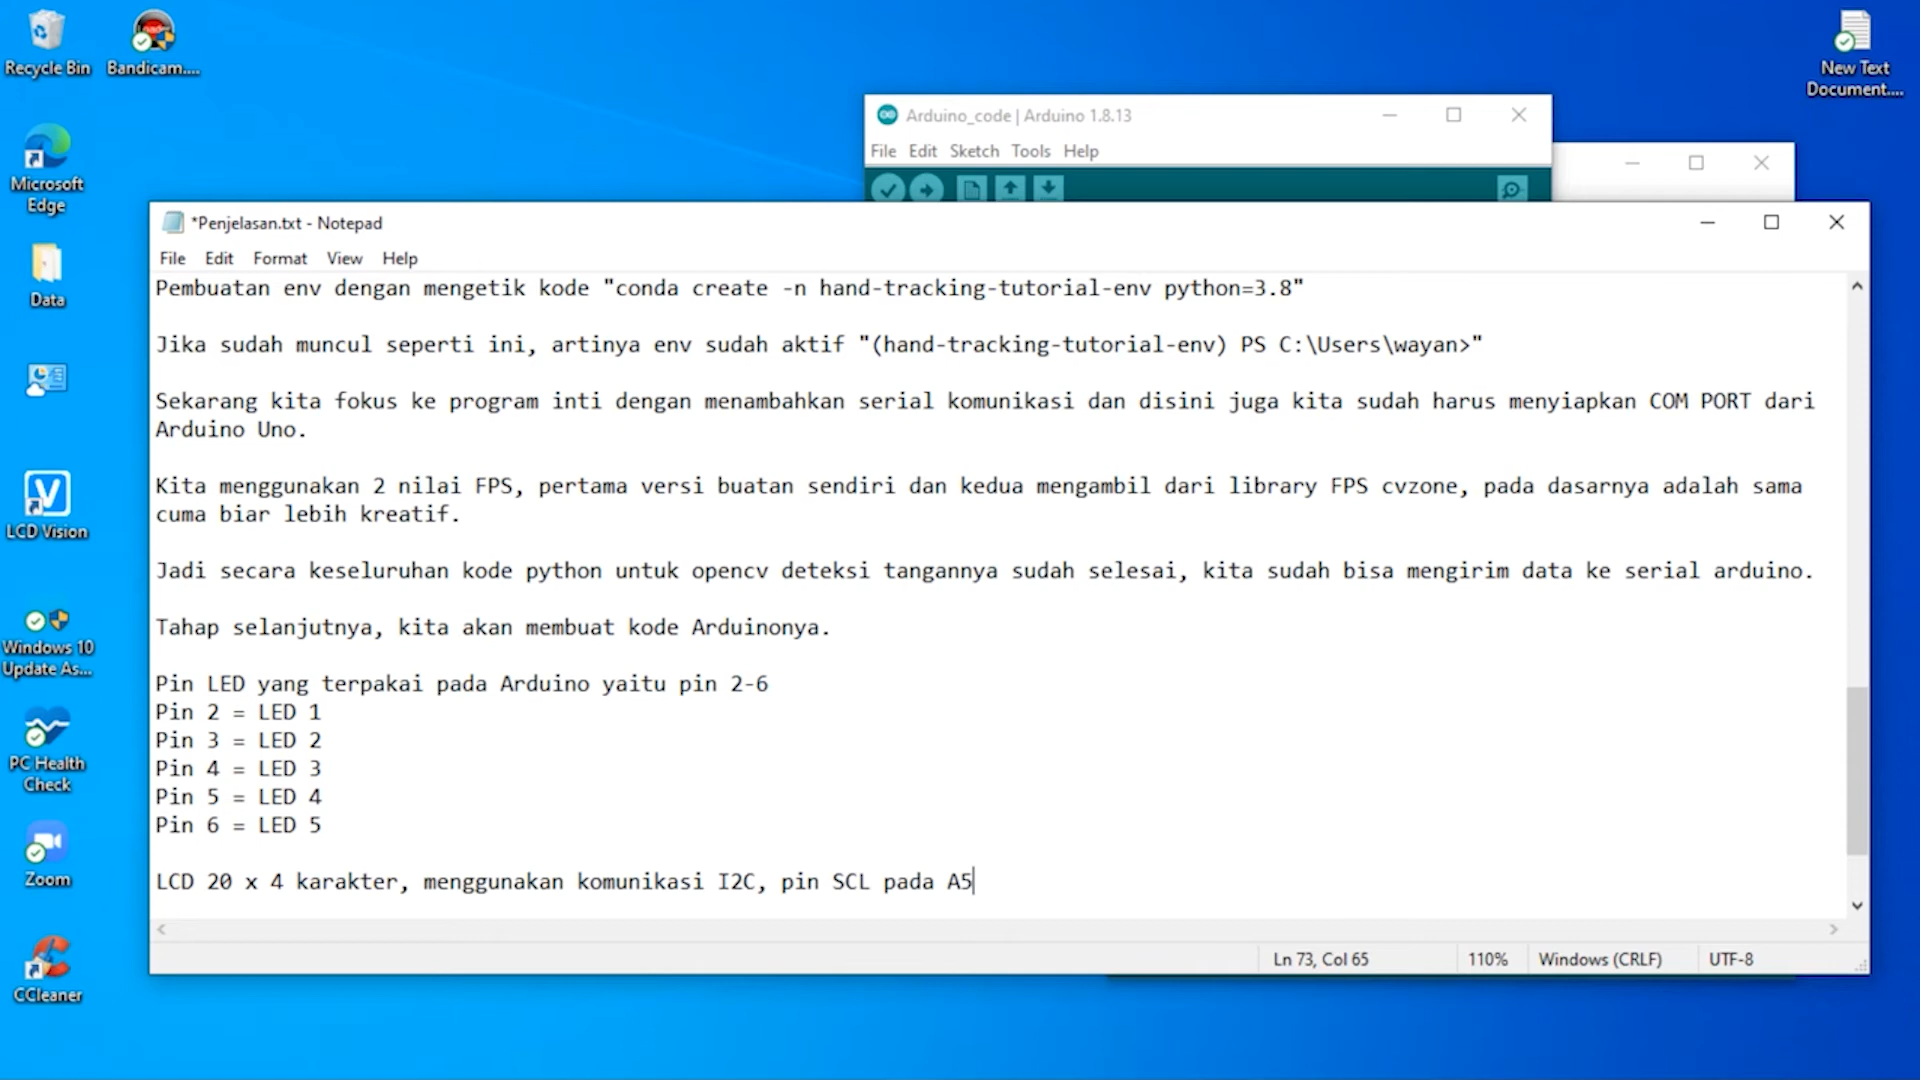 Recycle Bin
Bandicam....
New Text
Document....
Microsoft
Edge
Data
LCD Vision
Windows 10
Update As...
PC Health
Check
Zoom
CCleaner
Arduino_code | Arduino 1.8.13
File Edit Sketch Tools Help
*Penjelasan.txt - Notepad
File Edit Format View Help
Pembuatan env dengan mengetik kode "conda create -n hand-tracking-tutorial-env python=3.8"
Jika sudah muncul seperti ini, artinya env sudah aktif "(hand-tracking-tutorial-env) PS C:\Users\wayan>"
Sekarang kita fokus ke program inti dengan menambahkan serial komunikasi dan disini juga kita sudah harus menyiapkan COM PORT dari
Arduino Uno.
Kita menggunakan 2 nilai FPS, pertama versi buatan sendiri dan kedua mengambil dari library FPS cvzone, pada dasarnya adalah sama
cuma biar lebih kreatif.
Jadi secara keseluruhan kode python untuk opencv deteksi tangannya sudah selesai, kita sudah bisa mengirim data ke serial arduino.
Tahap selanjutnya, kita akan membuat kode Arduinonya.
Pin LED yang terpakai pada Arduino yaitu pin 2-6
Pin 2 = LED 1
Pin 3 = LED 2
Pin 4 = LED 3
Pin 5 = LED 4
Pin 6 = LED 5
LCD 20 x 4 karakter, menggunakan komunikasi I2C, pin SCL pada A5
Ln 73, Col 65
110%
Windows (CRLF)
UTF-8